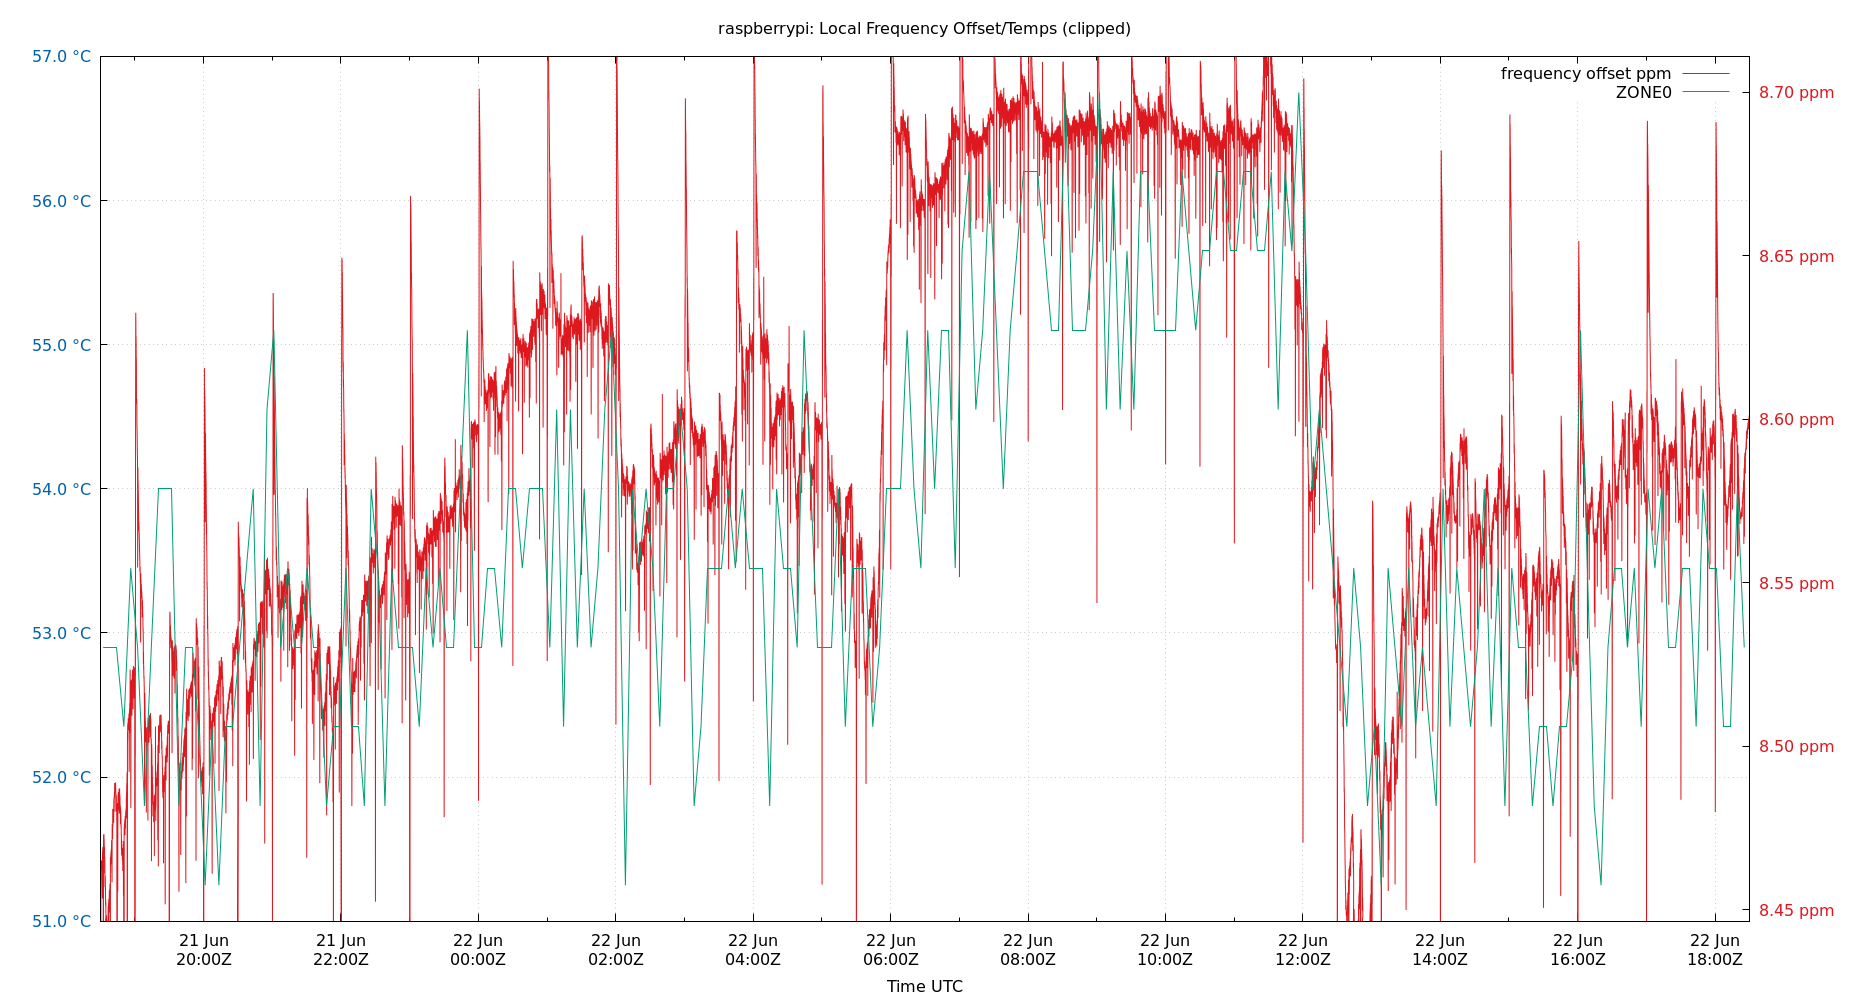 raspberrypi: Local Frequency Offset/Temps (clipped)
57.0 °C
56.0 °C
55.0 °C
54.0 °C
53.0 °C
52.0 °C
51.0 °C
frequency offset ppm
ZONE0
8.70 ppm
8.65 ppm
8.60 ppm
8.55 ppm
8.50 ppm
8.45 ppm
21 Jun 21 Jun 22 Jun 22 Jun 22 Jun 22 Jun 22 Jun 22 Jun 22 Jun 22 Jun 22 Jun 22 Jun
20:00Z 22:00Z 00:00Z 02:00Z 04:00Z 06:00Z 08:00Z 10:00Z 12:00Z 14:00Z 16:00Z 18:00Z
Time UTC